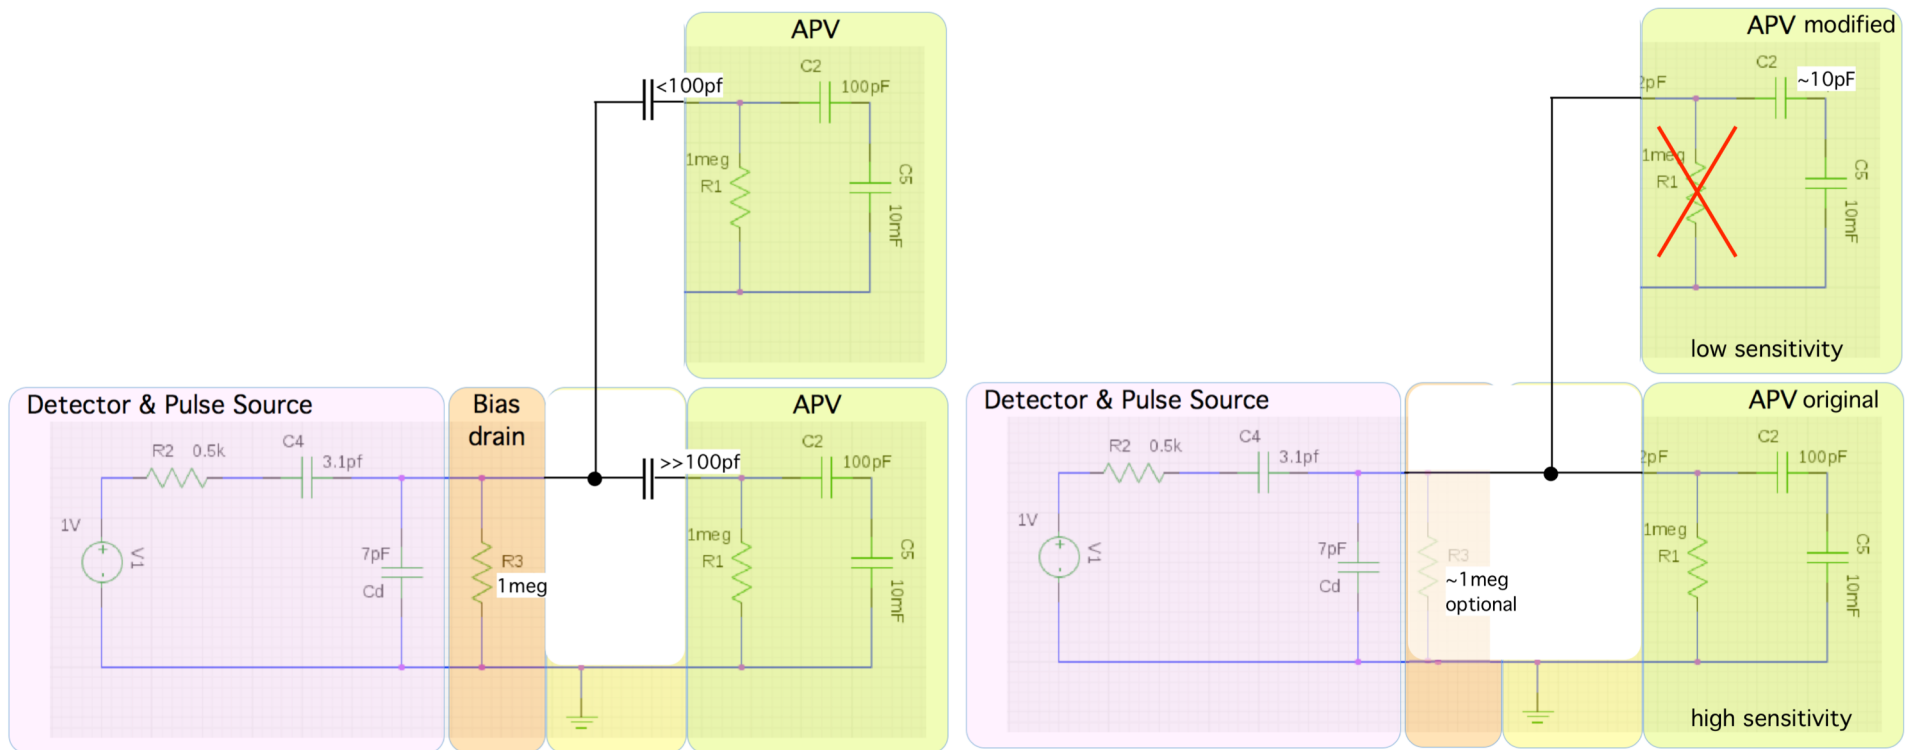 APV
C2
<100pf
100pF
1meg
R1
C5
10mF
Detector & Pulse Source
Bias
drain
APV
R2 0.5k
C4
3.1pf
>>100pf
C2
100pF
1V
V1
7pF
Cd
R3
1meg
1meg
R1
C5
10mF
APV modified
C2
2pF
~10pF
1meg
R1
C5
10mF
low sensitivity
Detector & Pulse Source
APV original
R2 0.5k
C4
3.1pf
2pF
C2
100pF
1V
V1
7pF
Cd
R3
~1meg
optional
1meg
R1
C5
10mF
high sensitivity